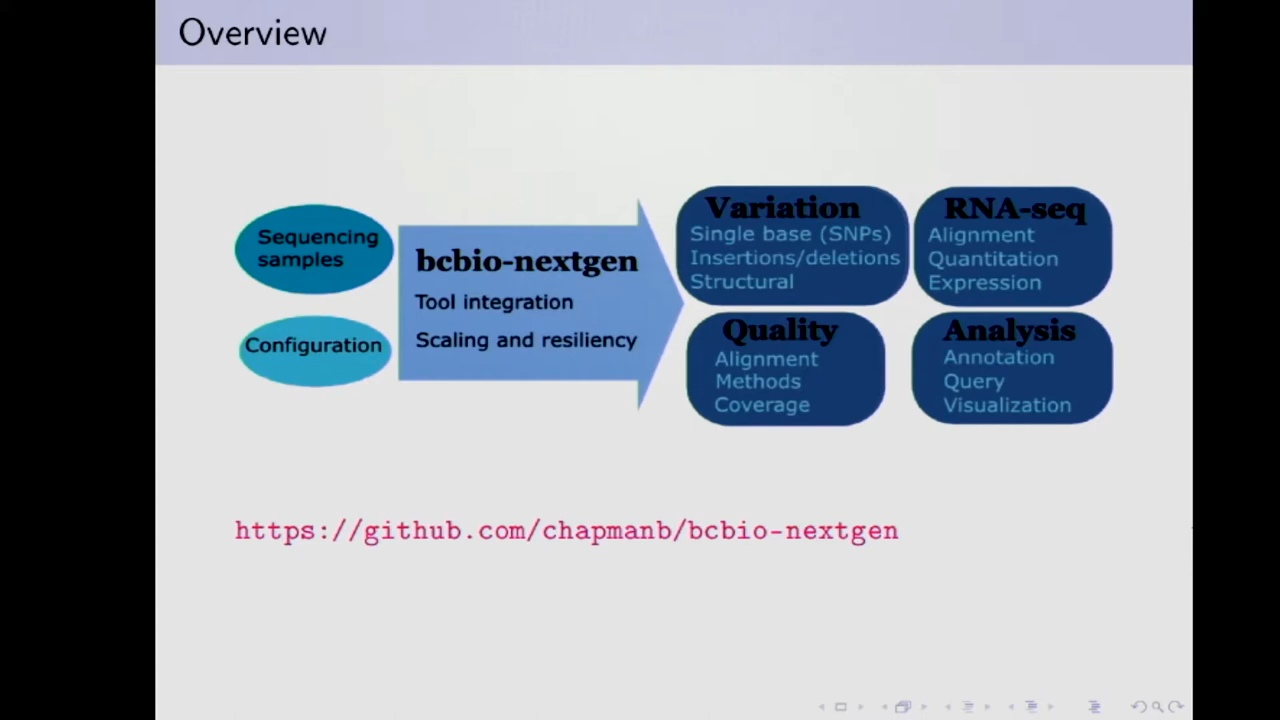 Overview
Sequencing
samples
Configuration
bcbio-nextgen
Tool integration
Scaling and resiliency
Variation
Single base (SNPs)
Insertions/deletions
Structural
RNA-seq
Alignment
Quantitation
Expression
Quality
Alignment
Methods
Coverage
Analysis
Annotation
Query
Visualization
https://github.com/chapmanb/bcbio-nextgen